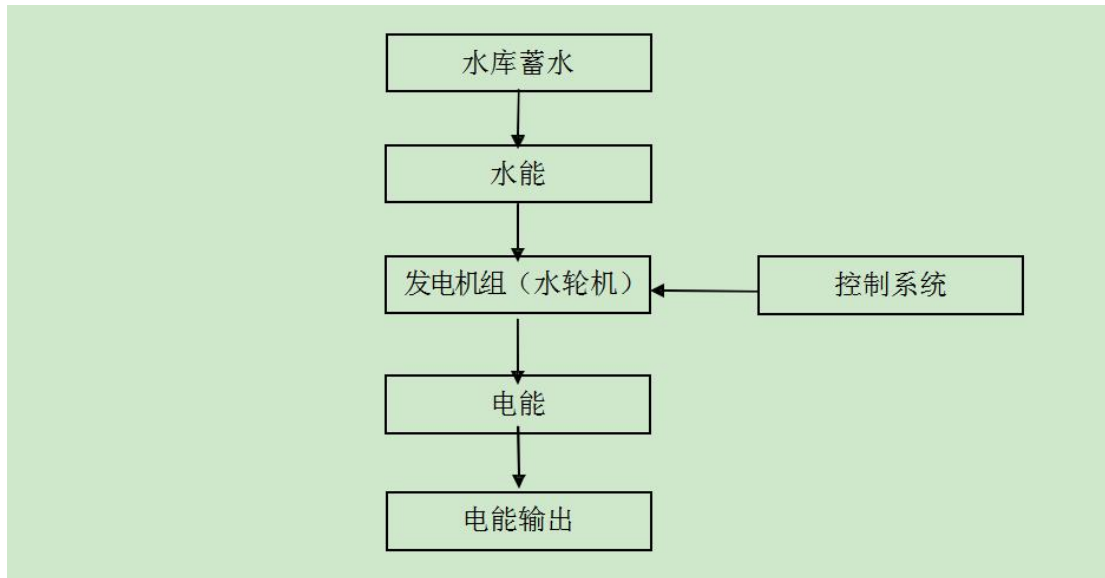 水库蓄水
水能
发电机组（水轮机）
控制系统
电能
电能输出